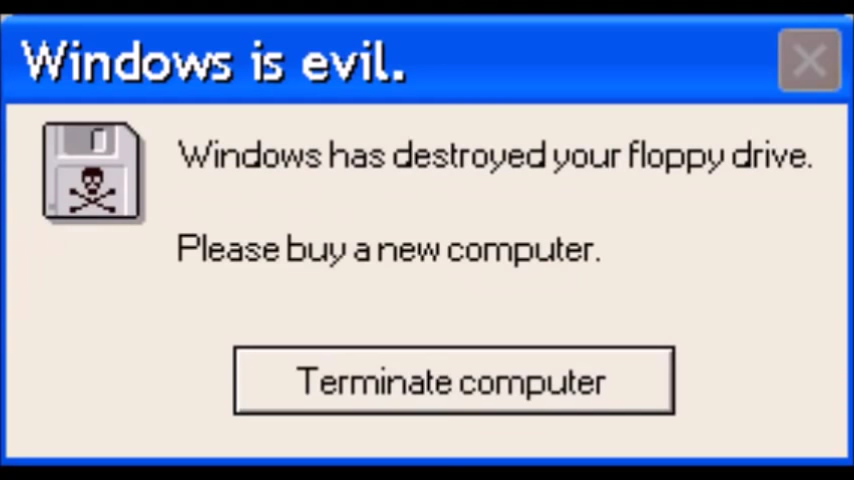 Windows is evil.
Windows has destroyed your floppy drive.
Please buy a new computer.
Terminate computer